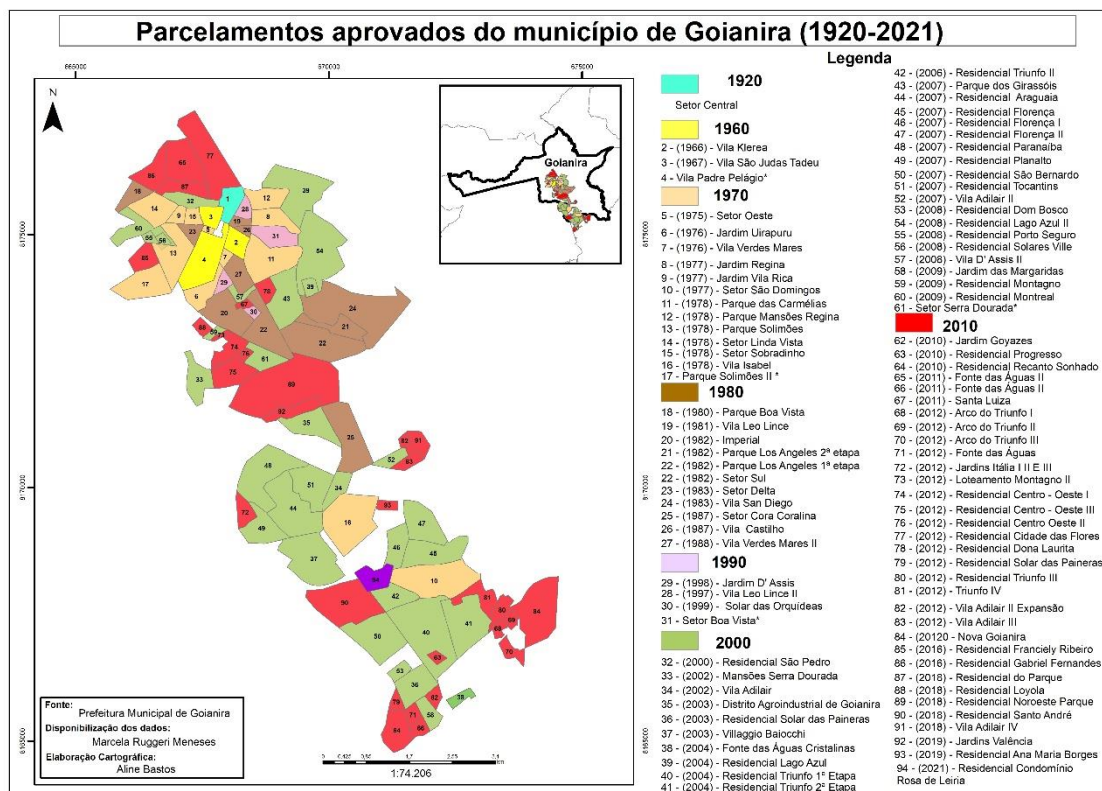 Parcelamentos aprovados do município de Goianira (1920-2021)
665000
670000
675000
N
Goianira
8175000
8170000
8165000
8175000
8170000
8165000
Fonte:
Prefeitura Municipal de Goianira
Disponibilização dos dados:
Marcela Ruggeri Meneses
Elaboração Cartográfica:
Aline Bastos
1:74.206
Legenda
1920
Setor Central
1960
2 - (1966) - Vila Klerea
3 - (1967) - Vila São Judas Tadeu
4 - Vila Padre Pelágio*
1970
5 - (1975) - Setor Oeste
6 - (1976) - Jardim Uirapuru
7 - (1976) - Vila Verdes Mares
8 - (1977) - Jardim Regina
9 - (1977) - Jardim Vila Rica
10 - (1977) - Setor São Domingos
11 - (1978) - Parque das Carmélias
12 - (1978) - Parque Mansões Regina
13 - (1978) - Parque Solimões
14 - (1978) - Setor Linda Vista
15 - (1978) - Setor Sobradinho
16 - (1978) - Vila Isabel
17 - Parque Solimões II *
1980
18 - (1980) - Parque Boa Vista
19 - (1981) - Vila Leo Lince
20 - (1982) - Imperial
21 - (1982) - Parque Los Angeles 2ª etapa
22 - (1982) - Parque Los Angeles 1ª etapa
22 - (1982) - Setor Sul
23 - (1983) - Setor Delta
24 - (1983) - Vila San Diego
25 - (1987) - Setor Cora Coralina
26 - (1987) - Vila Castilho
27 - (1988) - Vila Verdes Mares II
1990
29 - (1998) - Jardim D' Assis
28 - (1997) - Vila Leo Lince II
30 - (1999) - Solar das Orquídeas
31 - Setor Boa Vista*
2000
32 - (2000) - Residencial São Pedro
33 - (2002) - Mansões Serra Dourada
34 - (2002) - Vila Adilair
35 - (2003) - Distrito Agroindustrial de Goianira
36 - (2003) - Residencial Solar das Paineras
37 - (2003) - Villaggio Baiocchi
38 - (2004) - Fonte das Águas Cristalinas
39 - (2004) - Residencial Lago Azul
40 - (2004) - Residencial Triunfo 1º Etapa
41 - (2004) - Residencial Triunfo 2º Etapa
42 - (2006) - Residencial Triunfo II
43 - (2007) - Parque dos Girassóis
44 - (2007) - Residencial Araguaia
45 - (2007) - Residencial Florença
46 - (2007) - Residencial Florença I
47 - (2007) - Residencial Florença II
48 - (2007) - Residencial Paranaíba
49 - (2007) - Residencial Planalto
50 - (2007) - Residencial São Bernardo
51 - (2007) - Residencial Tocantins
52 - (2007) - Vila Adilair II
53 - (2008) - Residencial Dom Bosco
54 - (2008) - Residencial Lago Azul II
55 - (2008) - Residencial Porto Seguro
56 - (2008) - Residencial Solares Ville
57 - (2008) - Vila D' Assis II
58 - (2009) - Jardim das Margaridas
59 - (2009) - Residencial Montagno
60 - (2009) - Residencial Montreal
61 - Setor Serra Dourada*
2010
62 - (2010) - Jardim Goyazes
63 - (2010) - Residencial Progresso
64 - (2010) - Residencial Recanto Sonhado
65 - (2011) - Fonte das Águas II
66 - (2011) - Fonte das Águas II
67 - (2011) - Santa Luiza
68 - (2012) - Arco do Triunfo I
69 - (2012) - Arco do Triunfo II
70 - (2012) - Arco do Triunfo III
71 - (2012) - Fonte das Águas
72 - (2012) - Jardins Itália I II E III
73 - (2012) - Loteamento Montagno II
74 - (2012) - Residencial Centro - Oeste I
75 - (2012) - Residencial Centro - Oeste III
76 - (2012) - Residencial Centro Oeste II
77 - (2012) - Residencial Cidade das Flores
78 - (2012) - Residencial Dona Laurita
79 - (2012) - Residencial Solar das Paineras
80 - (2012) - Residencial Triunfo III
81 - (2012) - Triunfo IV
82 - (2012) - Vila Adilair II Expansão
83 - (2012) - Vila Adilair III
84 - (20120 - Nova Goianira
85 - (2016) - Residencial Franciely Ribeiro
86 - (2016) - Residencial Gabriel Fernandes
87 - (2018) - Residencial do Parque
88 - (2018) - Residencial Loyola
89 - (2018) - Residencial Noroeste Parque
90 - (2018) - Residencial Santo André
91 - (2018) - Vila Adilair IV
92 - (2019) - Jardins Valência
93 - (2019) - Residencial Ana Maria Borges
94 - (2021) - Residencial Condomínio
Rosa de Leiria